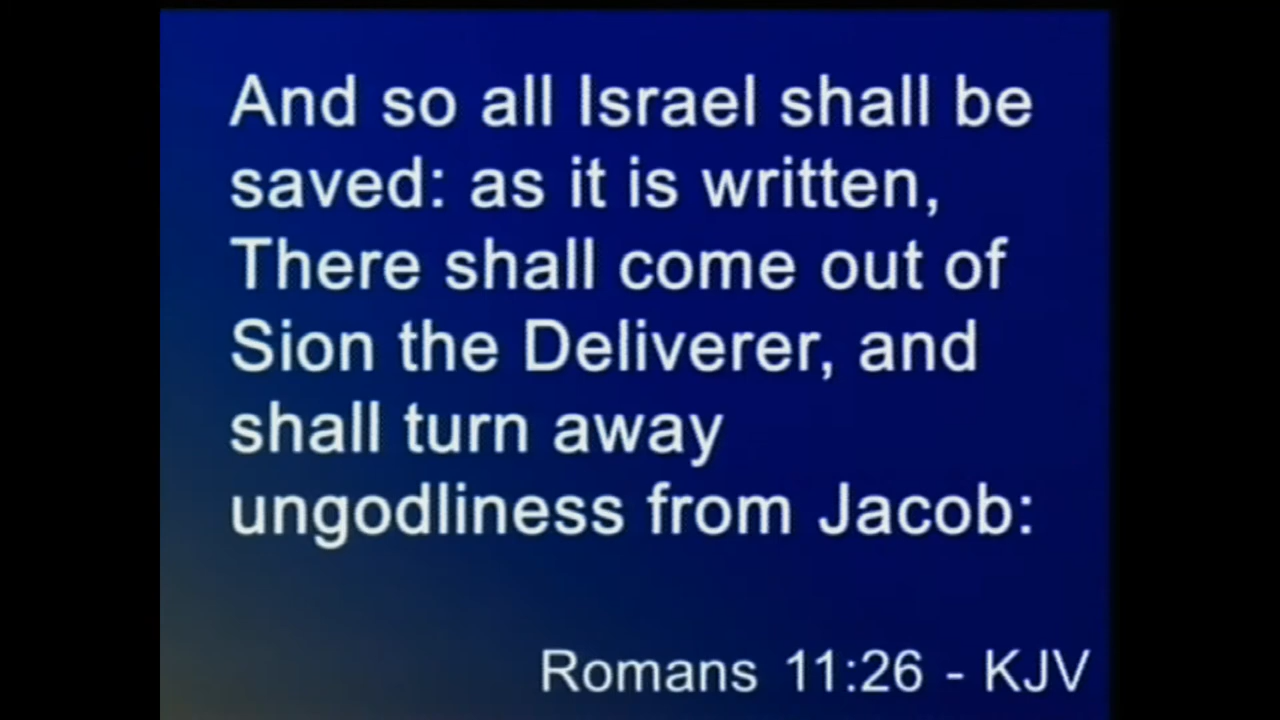 And so all Israel shall be
saved: as it is written,
There shall come out of
Sion the Deliverer, and
shall turn away
ungodliness from Jacob:
Romans 11:26 - KJV